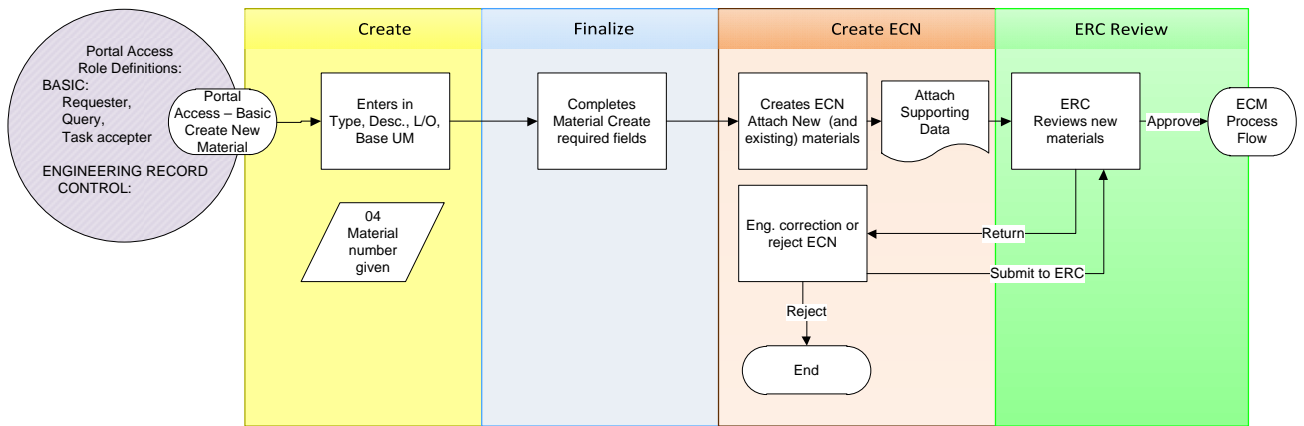 Create
Finalize
Create ECN
ERC Review
Portal Access
Role Definitions:
BASIC:
Requester,
Query,
Task accepter
ENGINEERING RECORD
CONTROL:
Portal
Access – Basic
Create New
Material
Enters in
Type, Desc., L/O,
Base UM
04
Material
number
given
Completes
Material Create
required fields
Creates ECN
Attach New (and
existing) materials
Attach
Supporting
Data
ERC
Reviews new
materials
Approve
ECM
Process
Flow
Eng. correction or
reject ECN
Return
Submit to ERC
Reject
End